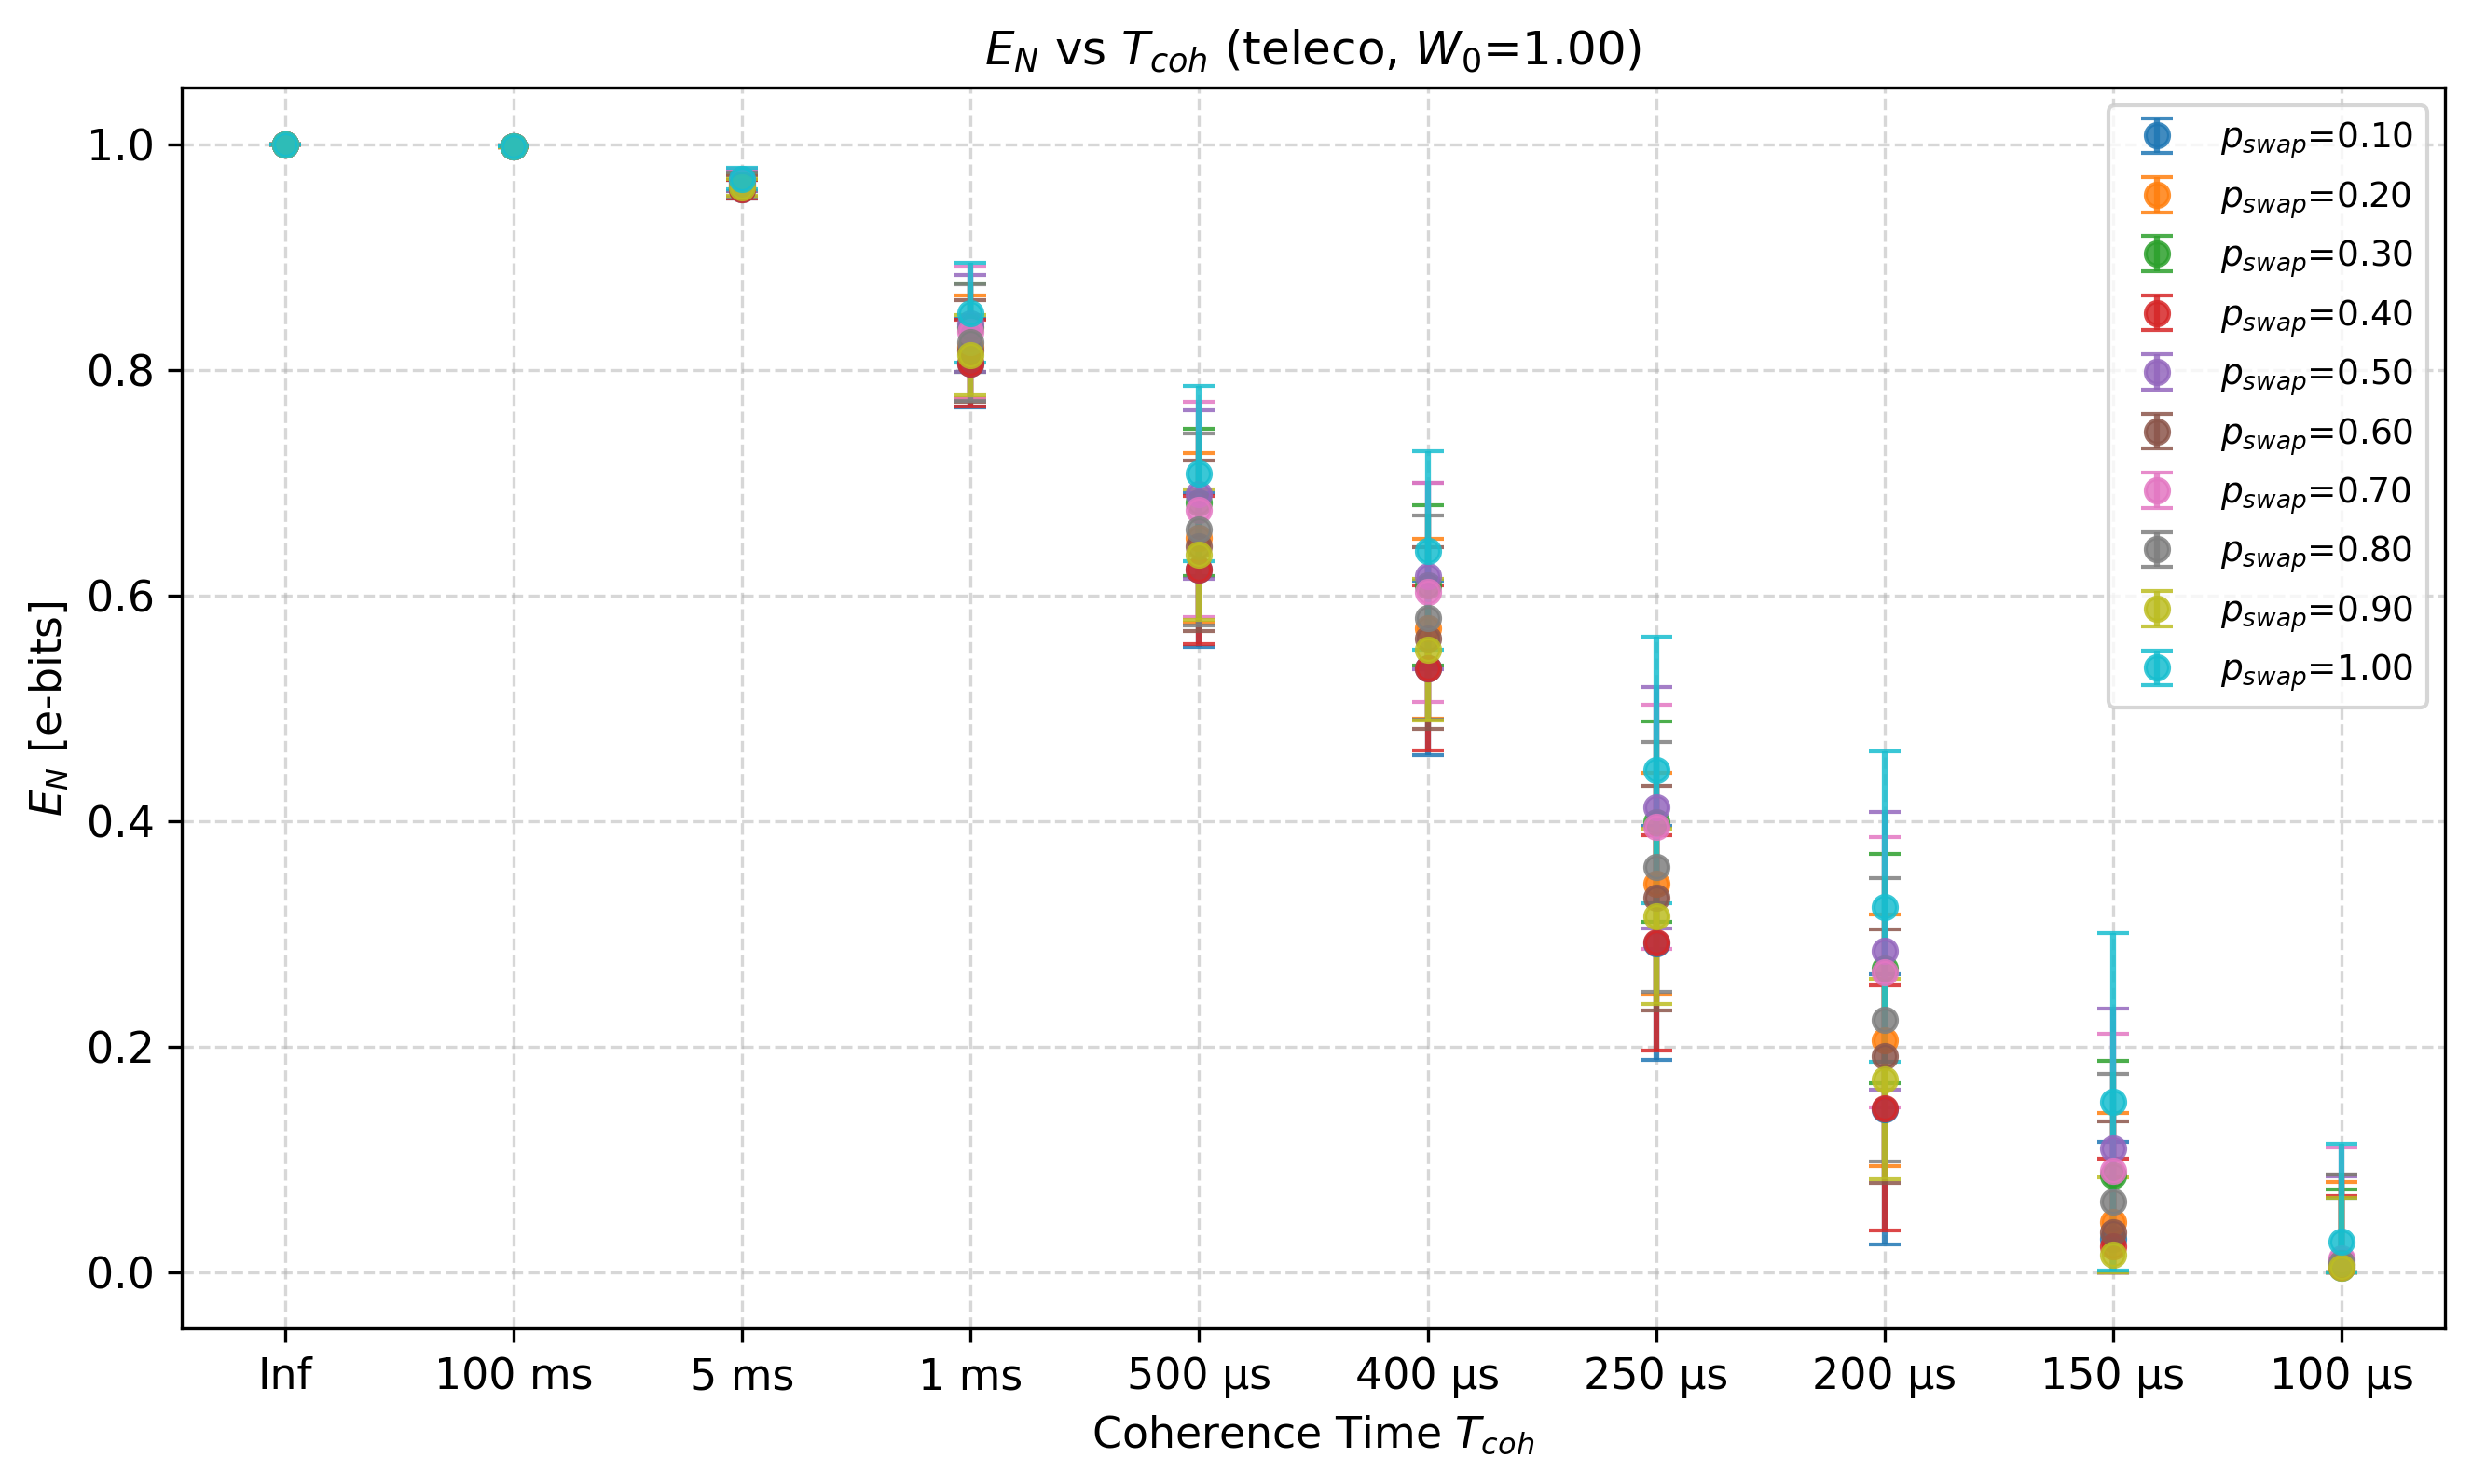 E_N vs T_coh (teleco, W_0=1.00)
E_N [e-bits]
1.0
0.8
0.6
0.4
0.2
0.0
p_swap=0.10
p_swap=0.20
p_swap=0.30
p_swap=0.40
p_swap=0.50
p_swap=0.60
p_swap=0.70
p_swap=0.80
p_swap=0.90
p_swap=1.00
Inf 100 ms 5 ms 1 ms 500 μs 400 μs 250 μs 200 μs 150 μs 100 μs
Coherence Time T_coh